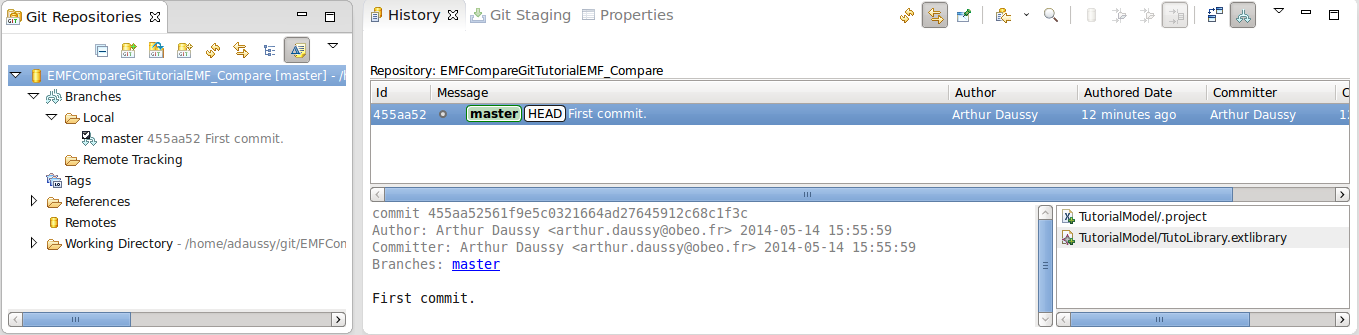 Git Repositories
EMFCompareGitTutorialEMF_Compare [master] - /
Branches
Local
master 455aa52 First commit.
Remote Tracking
Tags
References
Remotes
Working Directory - /home/adaussy/git/EMFCon
History
Git Staging
Properties
Repository: EMFCompareGitTutorialEMF_Compare
Id Message Author Authored Date Committer C
455aa52 master HEAD First commit. Arthur Daussy 12 minutes ago Arthur Daussy 12
commit 455aa52561f9e5c0321664ad27645912c68c1f3c
Author: Arthur Daussy <arthur.daussy@obeo.fr> 2014-05-14 15:55:59
Committer: Arthur Daussy <arthur.daussy@obeo.fr> 2014-05-14 15:55:59
Branches: master
First commit.
TutorialModel/.project
TutorialModel/TutoLibrary.extlibrary